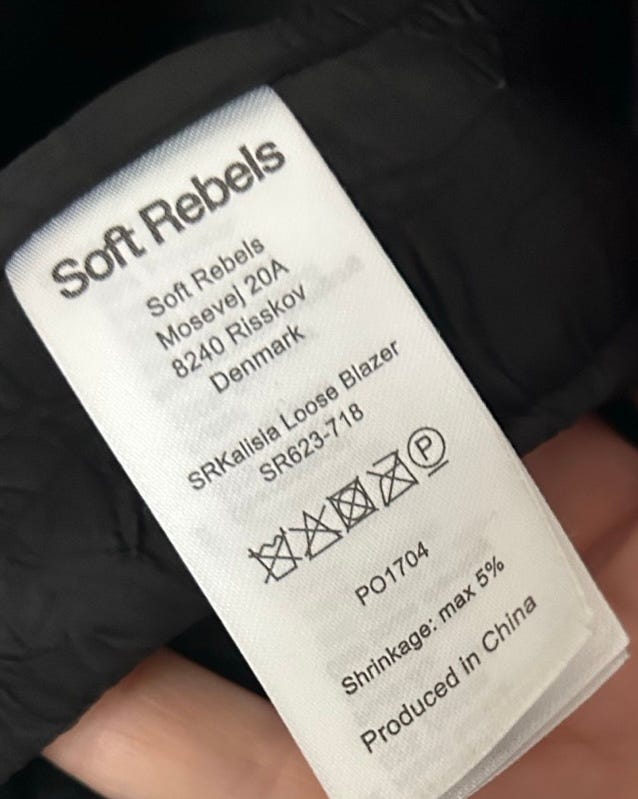 Soft Rebels
Soft Rebels
Mosevej 20A
8240 Risskov
Denmark
SRKalisia Loose Blazer
SR623-718
P
PO1704
Shrinkage: max 5%
Produced in China